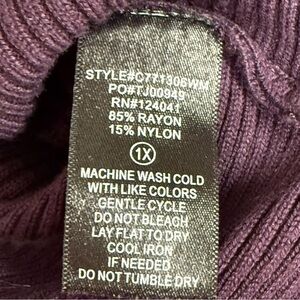 STYLE#C771306WM
PO#TJ00945
RN#124041
85% RAYON
15% NYLON
1X
MACHINE WASH COLD
WITH LIKE COLORS
GENTLE CYCLE
DO NOT BLEACH
LAY FLAT TO DRY
COOL IRON
IF NEEDED
DO NOT TUMBLE DRY